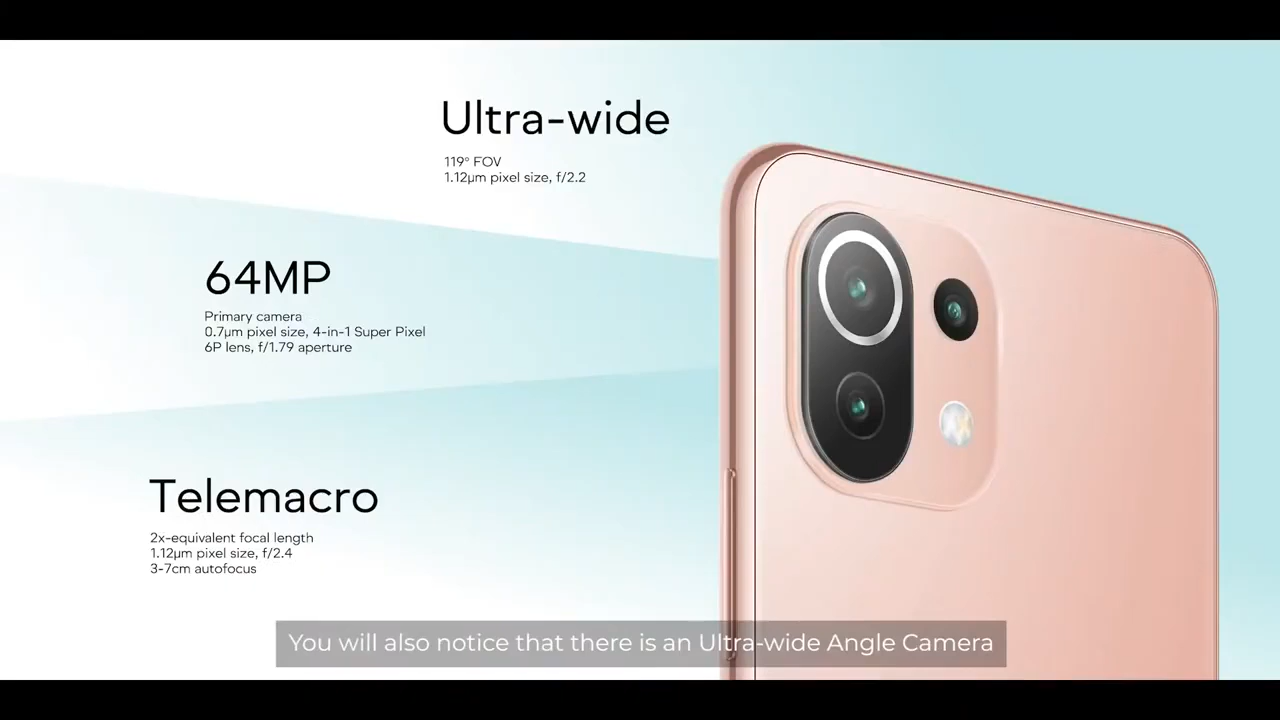 Ultra-wide
119° FOV
1.12μm pixel size, f/2.2
64MP
Primary camera
0.7μm pixel size, 4-in-1 Super Pixel
6P lens, f/1.79 aperture
Telemacro
2x-equivalent focal length
1.12μm pixel size, f/2.4
3-7cm autofocus
You will also notice that there is an Ultra-wide Angle Camera